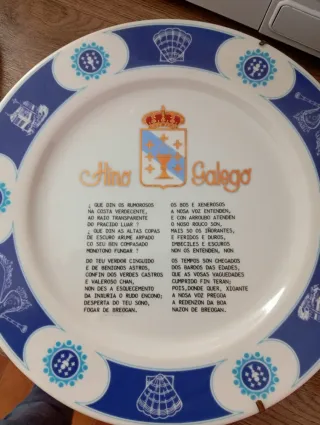 Hino Galego
¿ QUE DIN OS RUMOROSOS
NA COSTA VERDECENTE,
AO RAIO TRANSPARENTE
DO PRACIDO LUAR ?
¿ QUE DIN AS ALTAS COPAS
DE ESCURO ARUME ARPADO
CO SEU BEN COMPASADO
MONOTONO FUNGAR ?
DO TEU VERDOR CINGUIDO
E DE BENIGNOS ASTROS,
CONFIN DOS VERDES CASTROS
E VALEROSO CHAN,
NON DES A ESQUECEMENTO
DA INXURIA O RUDO ENCONO;
DESPERTA DO TEU SONO,
FOGAR DE BREOGAN.
OS BOS E XENEROSOS
A NOSA VOZ ENTENDEN,
E CON ARROUBO ATENDEN
O NOSO ROUCO SON,
MAIS SO OS IÑORANTES,
E FERIDOS E DUROS,
IMBECILES E ESCUROS
NON OS ENTENDEN, NON
OS TEMPOS SON CHEGADOS
DOS BARDOS DAS EDADES,
QUE AS VOSAS VAGUEDADES
CUMPRIDO FIN TERAN;
POIS,DONDE QUER, XIGANTE
A NOSA VOZ PREGOA
A REDENZON DA BOA
NAZON DE BREOGAN.